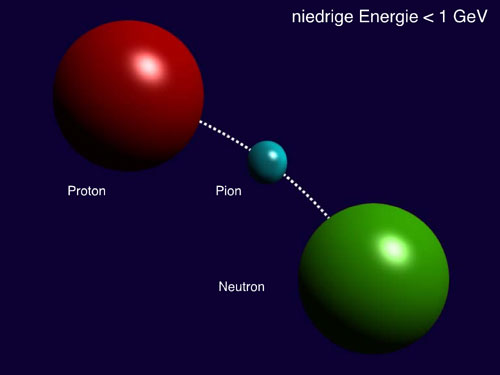 niedrige Energie < 1 GeV
Proton
Pion
Neutron